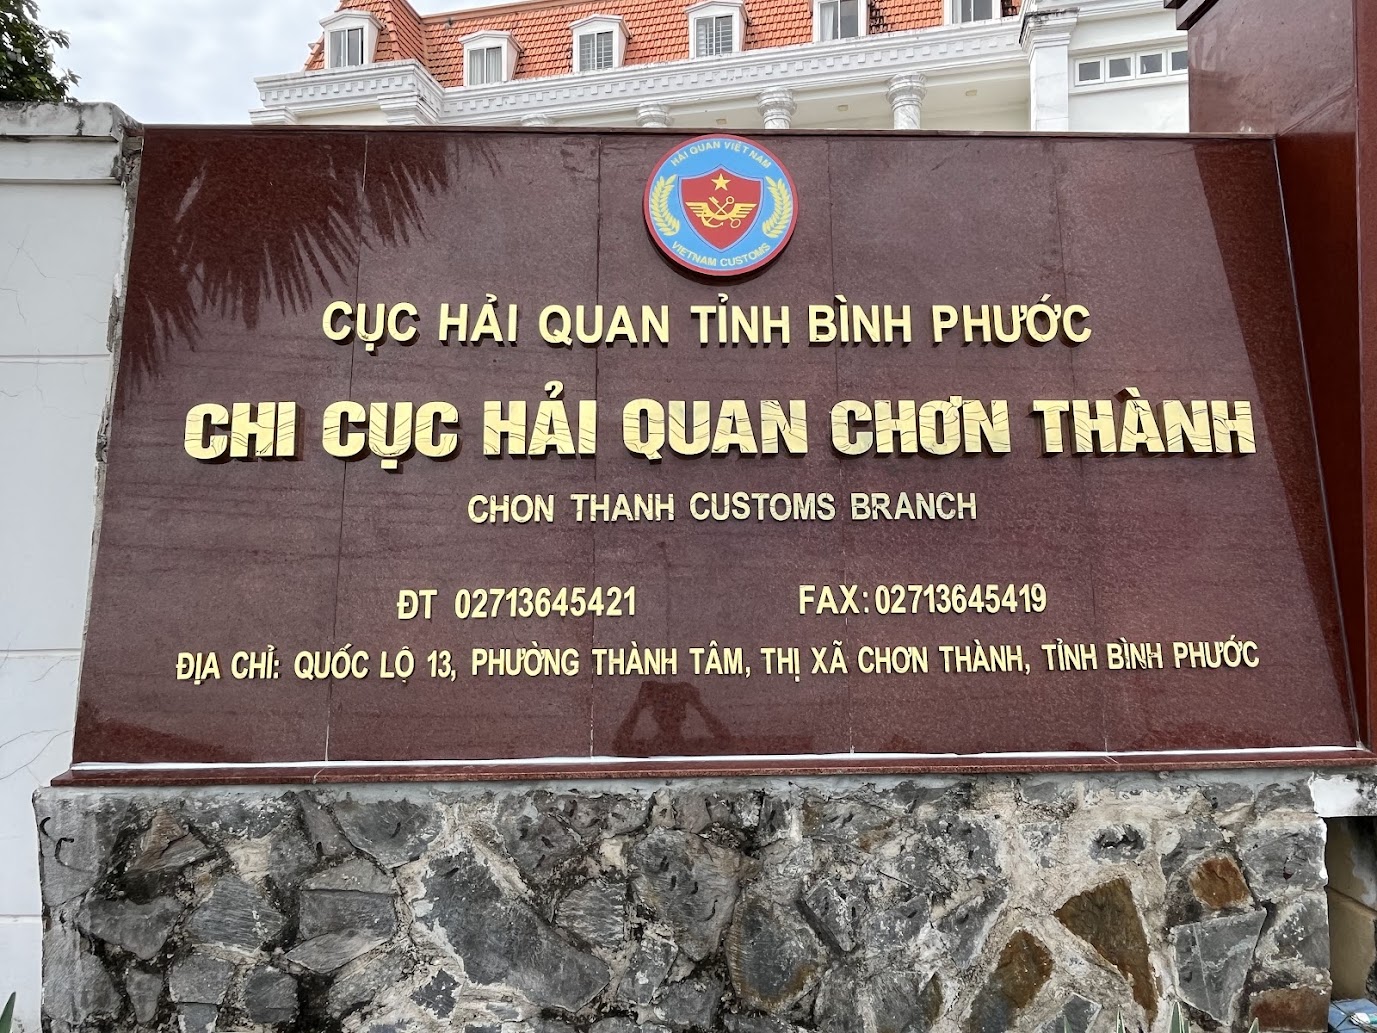 HẢI QUAN VIỆT NAM
VIETNAM CUSTOMS
CỤC HẢI QUAN TỈNH BÌNH PHƯỚC
CHI CỤC HẢI QUAN CHƠN THÀNH
CHON THANH CUSTOMS BRANCH
ĐT 02713645421 FAX: 02713645419
ĐỊA CHỈ: QUỐC LỘ 13, PHƯỜNG THÀNH TÂM, THỊ XÃ CHƠN THÀNH, TỈNH BÌNH PHƯỚC